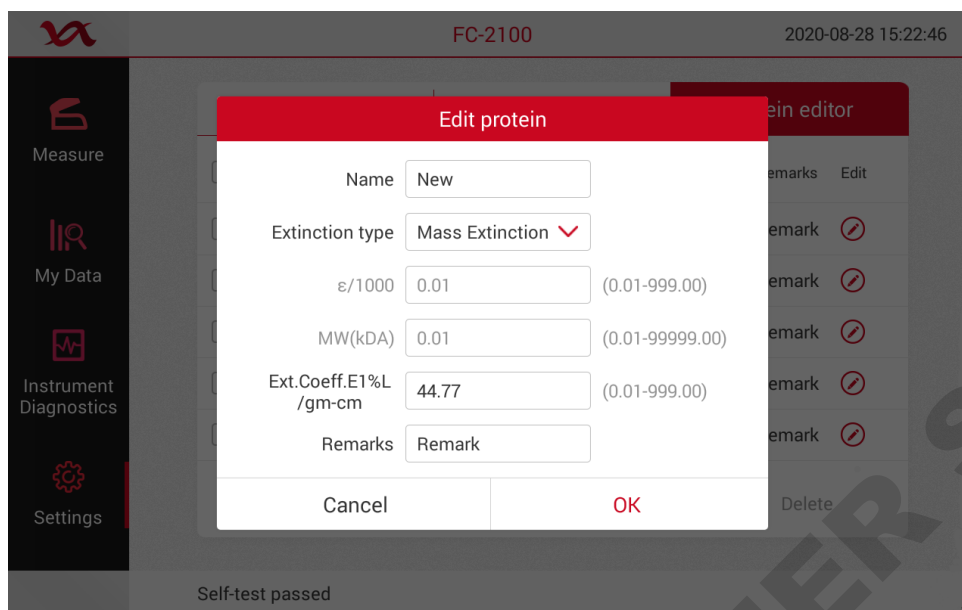 FC-2100
2020-08-28 15:22:46
Measure
My Data
Instrument
Diagnostics
Settings
ein editor
emarks Edit
emark
emark
emark
emark
emark
Delete
Edit protein
Name New
Extinction type Mass Extinction
ε/1000 0.01 (0.01-999.00)
MW(kDA) 0.01 (0.01-99999.00)
Ext.Coeff.E1%L
/gm-cm 44.77 (0.01-999.00)
Remarks Remark
Cancel OK
Self-test passed